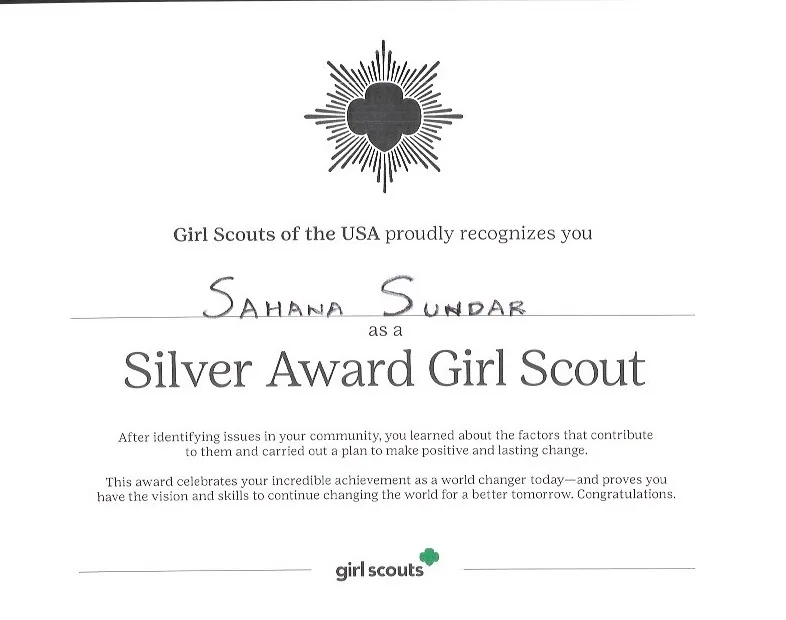 Girl Scouts of the USA proudly recognizes you
SAHANA SUNDAR
as a
Silver Award Girl Scout
After identifying issues in your community, you learned about the factors that contribute
to them and carried out a plan to make positive and lasting change.
This award celebrates your incredible achievement as a world changer today—and proves you
have the vision and skills to continue changing the world for a better tomorrow. Congratulations.
girl scouts